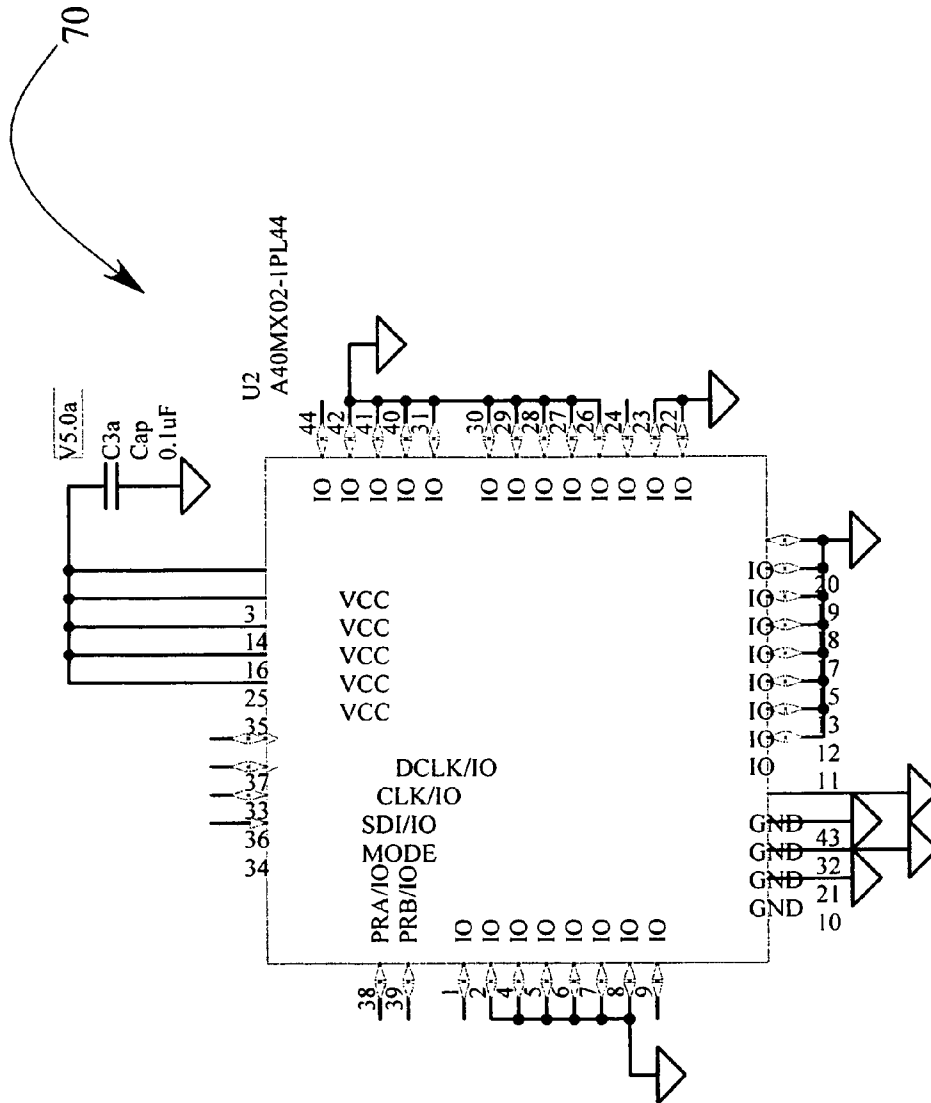 70
V5.0a
C3a
Cap
0.1uF
U2
A40MX02-1PL44
44
42
41
40
31
30
29
28
27
26
24
23
22
IO
IO
IO
IO
IO
IO
IO
IO
IO
IO
IO
IO
IO
3
14
16
25
35
37
33
36
34
VCC
VCC
VCC
VCC
VCC
DCLK/IO
CLK/IO
SDI/IO
MODE
PRA/IO
PRB/IO
IO
IO
IO
IO
IO
IO
IO
IO
38
39
1
2
4
5
6
7
8
9
IO
IO
IO
IO
IO
IO
IO
IO
20
19
18
12
11
GND 43
GND 32
GND 21
GND 10